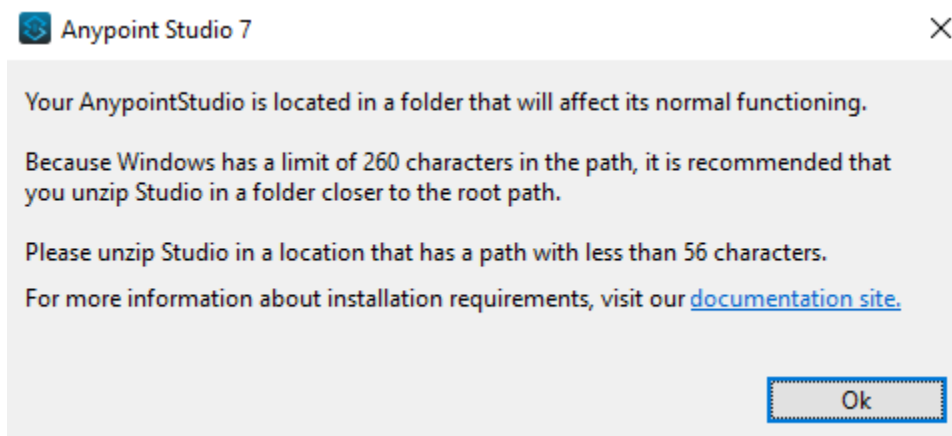 Anypoint Studio 7
Your AnypointStudio is located in a folder that will affect its normal functioning.
Because Windows has a limit of 260 characters in the path, it is recommended that
you unzip Studio in a folder closer to the root path.
Please unzip Studio in a location that has a path with less than 56 characters.
For more information about installation requirements, visit our documentation site.
Ok